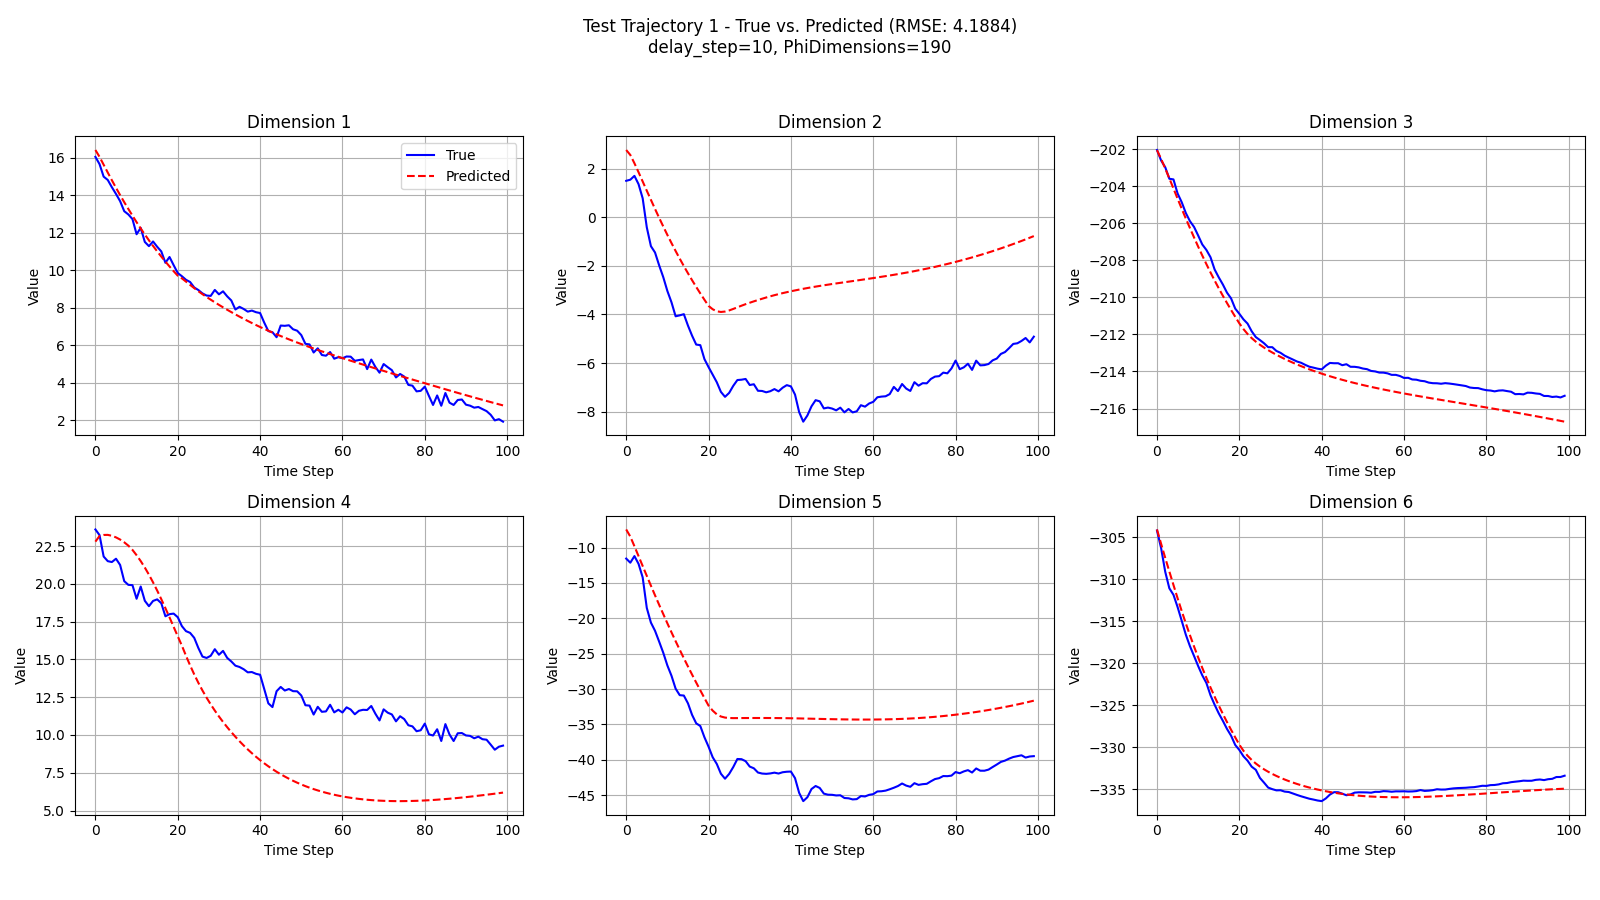 Test Trajectory 1 - True vs. Predicted (RMSE: 4.1884)
delay_step=10, PhiDimensions=190
Dimension 1
True
Predicted
16
14
12
10
8
6
4
2
Value
0 20 40 60 80 100
Time Step
Dimension 2
2
0
−2
−4
−6
−8
Value
0 20 40 60 80 100
Time Step
Dimension 3
−202
−204
−206
−208
−210
−212
−214
−216
Value
0 20 40 60 80 100
Time Step
Dimension 4
22.5
20.0
17.5
15.0
12.5
10.0
7.5
5.0
Value
0 20 40 60 80 100
Time Step
Dimension 5
−10
−15
−20
−25
−30
−35
−40
−45
Value
0 20 40 60 80 100
Time Step
Dimension 6
−305
−310
−315
−320
−325
−330
−335
Value
0 20 40 60 80 100
Time Step